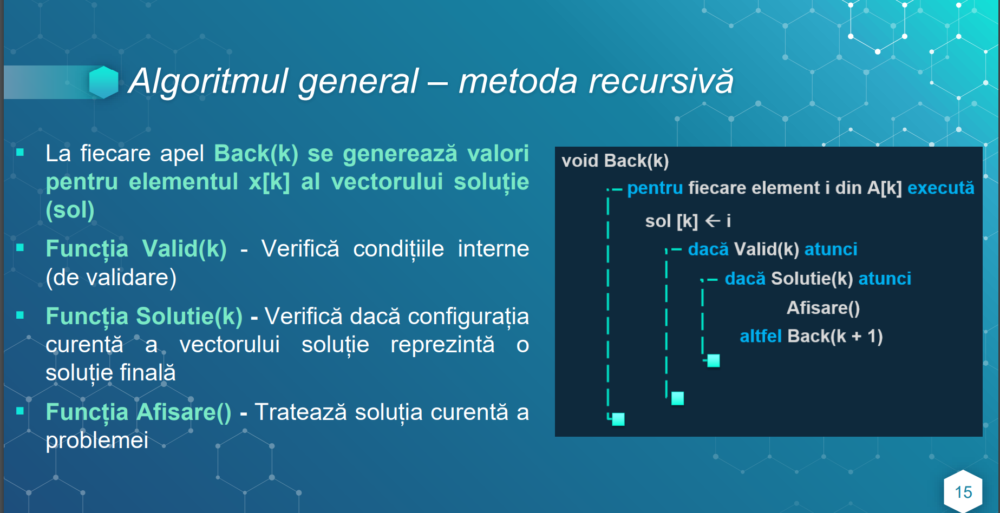 Algoritmul general – metoda recursivă
▪ La fiecare apel Back(k) se generează valori
pentru elementul x[k] al vectorului soluție
(sol)
▪ Funcția Valid(k) - Verifică condițiile interne
(de validare)
▪ Funcția Solutie(k) - Verifică dacă configurația
curentă a vectorului soluție reprezintă o
soluție finală
▪ Funcția Afisare() - Tratează soluția curentă a
problemei
void Back(k)
pentru fiecare element i din A[k] execută
sol [k] ← i
dacă Valid(k) atunci
dacă Solutie(k) atunci
Afisare()
altfel Back(k + 1)
15